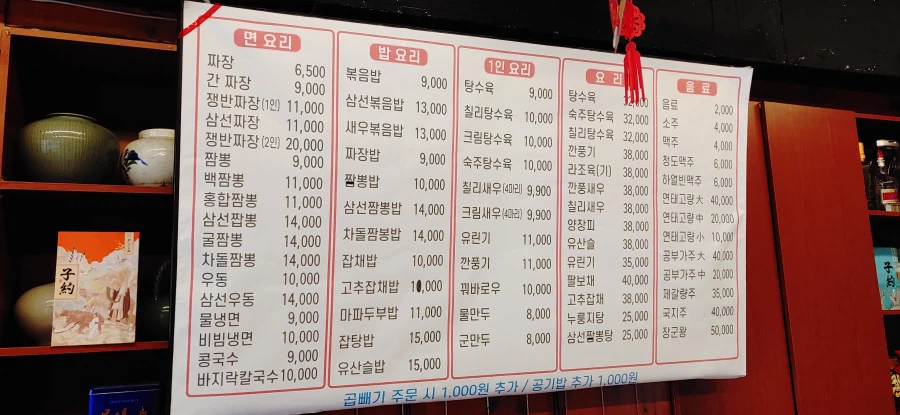 면 요리
짜장 6,500
간 짜장 9,000
쟁반짜장(1인) 11,000
삼선짜장 11,000
쟁반짜장(2인) 20,000
짬뽕 9,000
백짬뽕 11,000
홍합짬뽕 11,000
삼선짭뽕 14,000
굴짬뽕 14,000
차돌짬뽕 14,000
우동 10,000
삼선우동 14,000
물냉면 9,000
비빔냉면 10,000
콩국수 9,000
바지락칼국수 10,000
밥 요리
볶음밥 9,000
삼선볶음밥 13,000
새우볶음밥 13,000
짜장밥 9,000
짬뽕밥 10,000
삼선짬뽕밥 14,000
차돌짬뽕밥 14,000
잡채밥 10,000
고추잡채밥 11,000
마파두부밥 11,000
잡탕밥 15,000
유산슬밥 15,000
1인 요리
탕수육 9,000
칠리탕수육 10,000
크림탕수육 10,000
숙주탕수육 10,000
칠리새우(4마리) 9,900
크림새우(4마리) 9,900
유린기 11,000
깐풍기 11,000
꿔바로우 10,000
물만두 8,000
군만두 8,000
요 리
탕수육 32,000
숙주탕수육 32,000
칠리탕수육 32,000
깐풍기 38,000
라조육(기) 38,000
깐풍새우 38,000
칠리새우 38,000
양장피 38,000
유산슬 38,000
유린기 35,000
팔보채 40,000
고추잡채 38,000
누룽지탕 25,000
삼선짬뽕탕 25,000
음 료
음료 2,000
소주 4,000
맥주 4,000
청도맥주 6,000
하얼빈맥주 6,000
연태고량 大 40,000
연태고량 中 20,000
연태고량 小 10,000
공부가주 大 40,000
공부가주 中 20,000
제갈량주 35,000
국지주 40,000
장군왕 50,000
곱빼기 주문 시 1,000원 추가 / 공기밥 추가 1,000원
子約